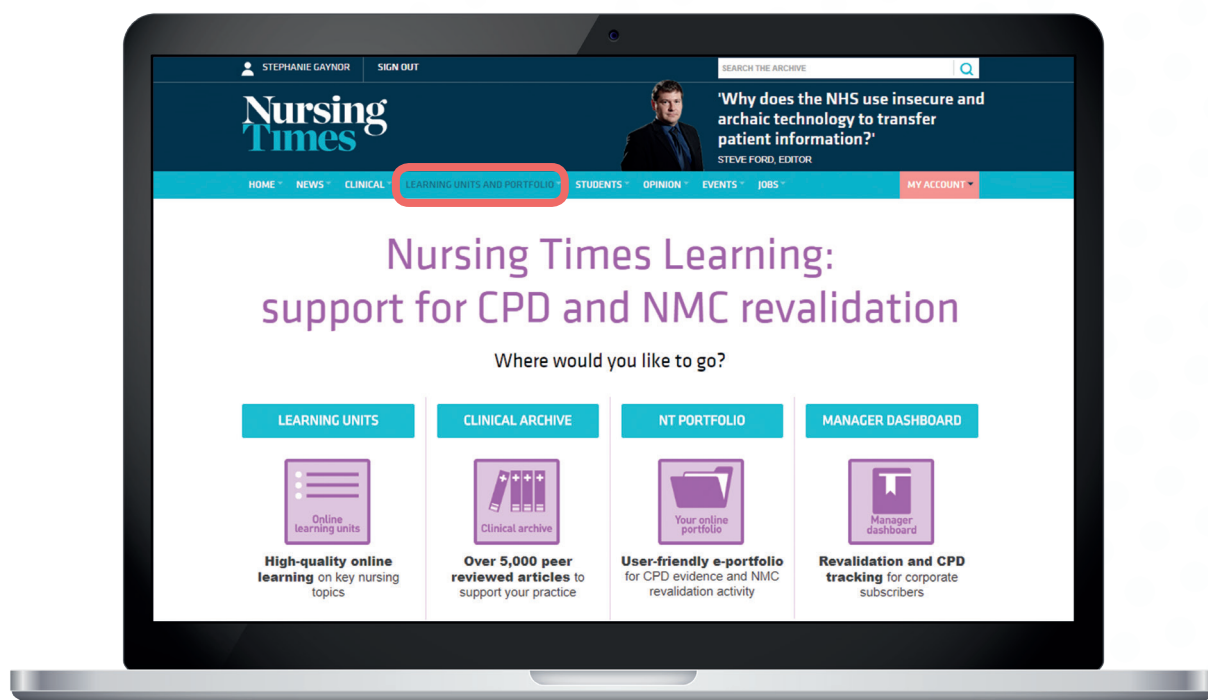 STEPHANIE GAYNOR
SIGN OUT
SEARCH THE ARCHIVE
Nursing
Times
'Why does the NHS use insecure and
archaic technology to transfer
patient information?'
STEVE FORD, EDITOR
HOME NEWS CLINICAL LEARNING UNITS AND PORTFOLIO STUDENTS OPINION EVENTS JOBS MY ACCOUNT
Nursing Times Learning:
support for CPD and NMC revalidation
Where would you like to go?
LEARNING UNITS
Online
learning units
High-quality online
learning on key nursing
topics
CLINICAL ARCHIVE
Clinical archive
Over 5,000 peer
reviewed articles to
support your practice
NT PORTFOLIO
Your online
portfolio
User-friendly e-portfolio
for CPD evidence and NMC
revalidation activity
MANAGER DASHBOARD
Manager
dashboard
Revalidation and CPD
tracking for corporate
subscribers